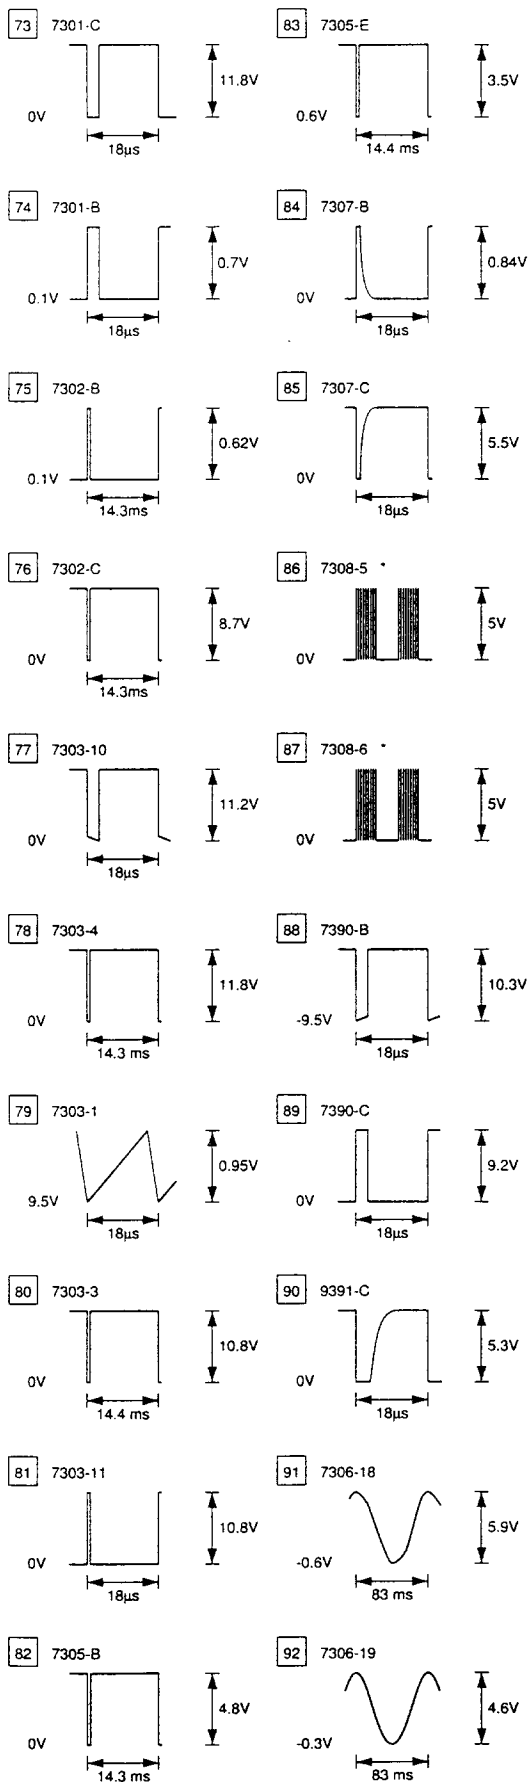 73 7301-C
11.8V
0V
18µs
74 7301-B
0.7V
0.1V
18µs
75 7302-B
0.62V
0.1V
14.3ms
76 7302-C
8.7V
0V
14.3ms
77 7303-10
11.2V
0V
18µs
78 7303-4
11.8V
0V
14.3 ms
79 7303-1
0.95V
9.5V
18µs
80 7303-3
10.8V
0V
14.4 ms
81 7303-11
10.8V
0V
18µs
82 7305-B
4.8V
0V
14.3 ms
83 7305-E
3.5V
0.6V
14.4 ms
84 7307-B
0.84V
0V
18µs
85 7307-C
5.5V
0V
18µs
86 7308-5 *
5V
0V
87 7308-6 *
5V
0V
88 7390-B
10.3V
-9.5V
18µs
89 7390-C
9.2V
0V
18µs
90 9391-C
5.3V
0V
18µs
91 7306-18
5.9V
-0.6V
83 ms
92 7306-19
4.6V
-0.3V
83 ms